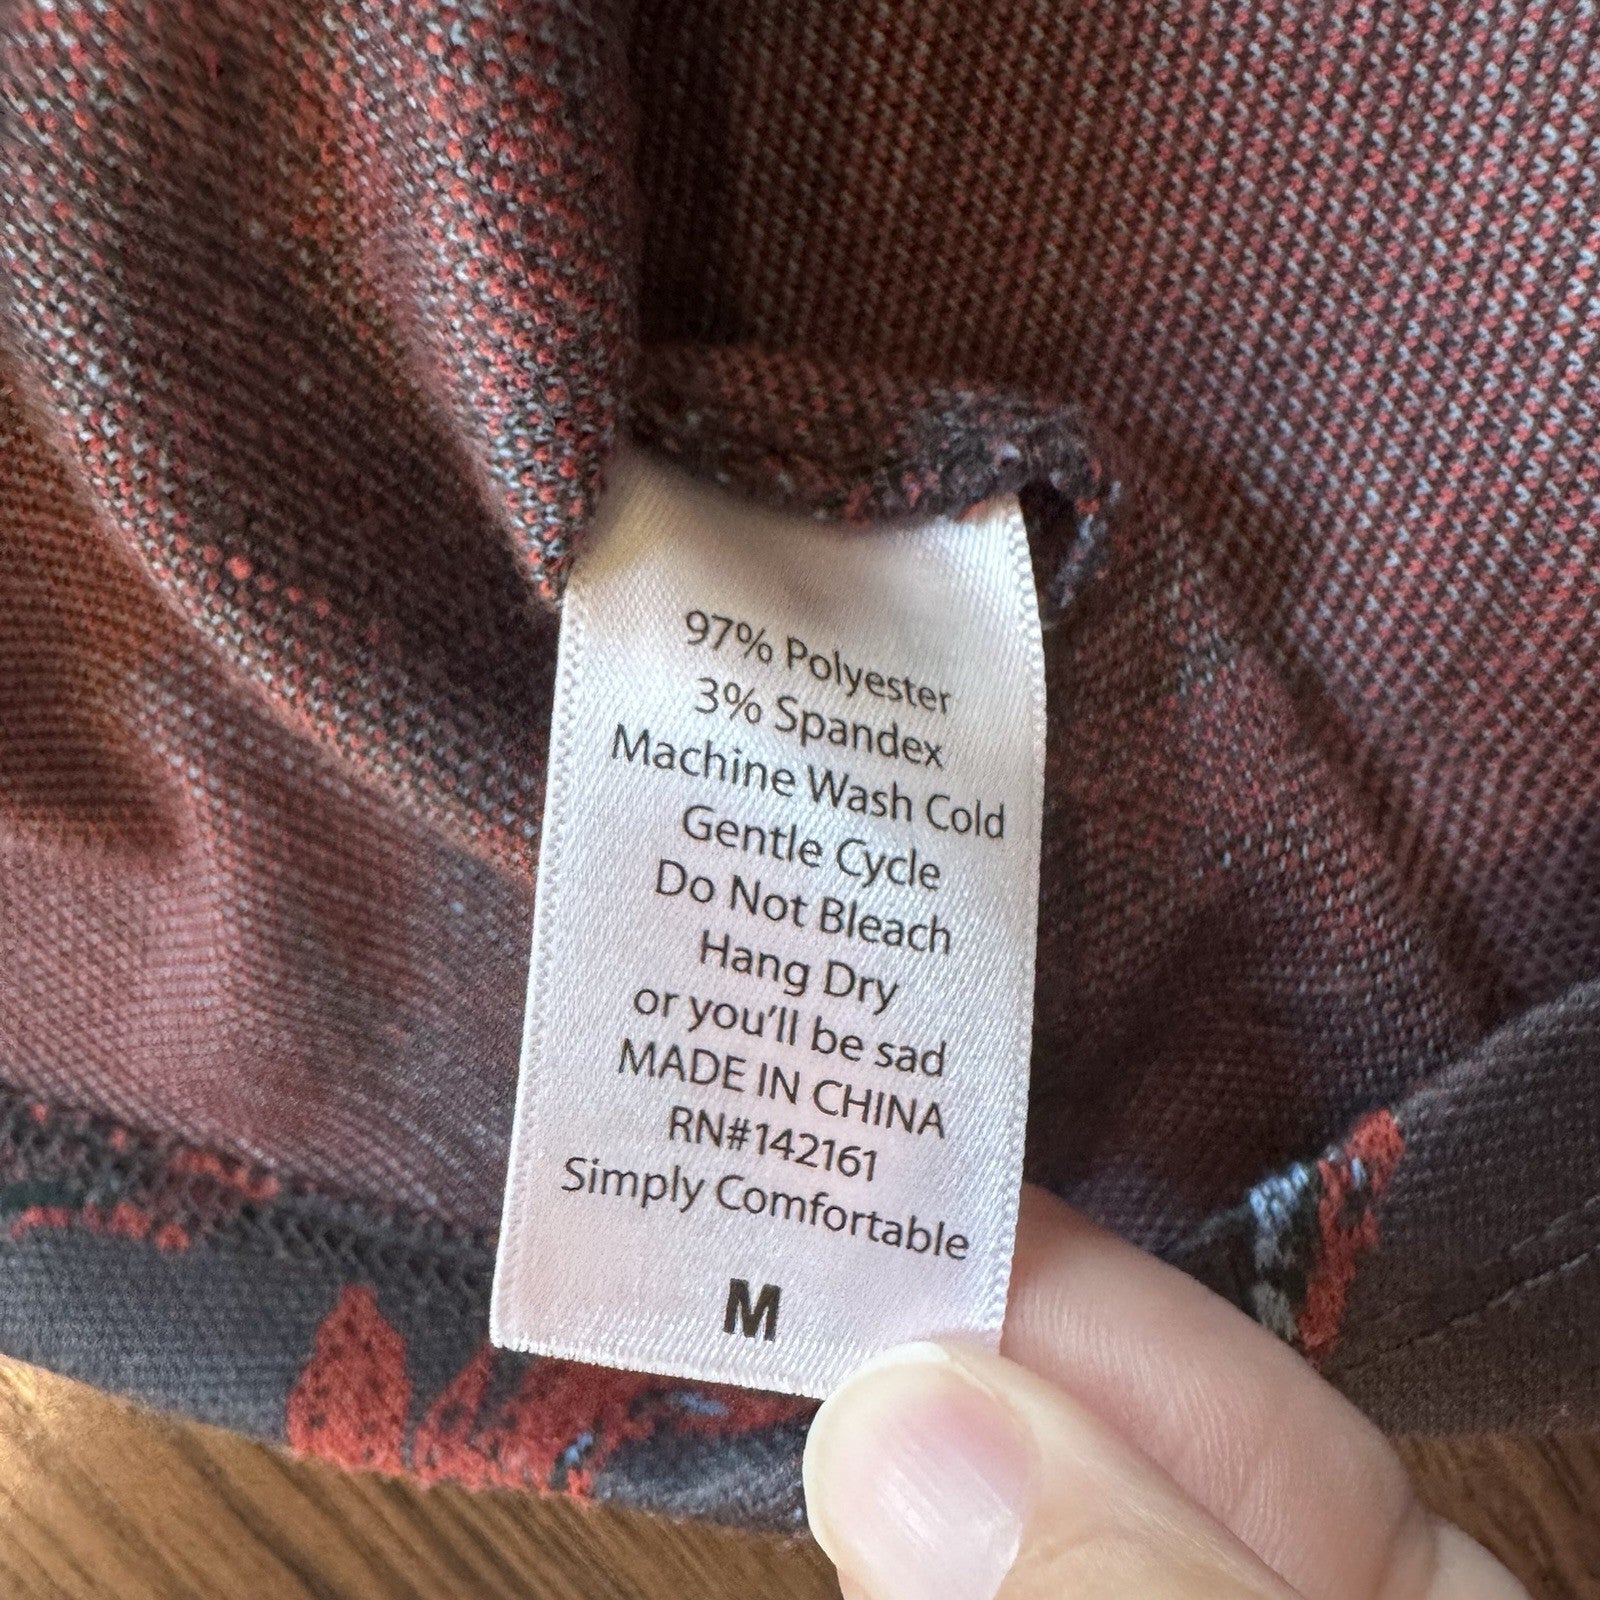 97% Polyester
3% Spandex
Machine Wash Cold
Gentle Cycle
Do Not Bleach
Hang Dry
or you'll be sad
MADE IN CHINA
RN#142161
Simply Comfortable
M